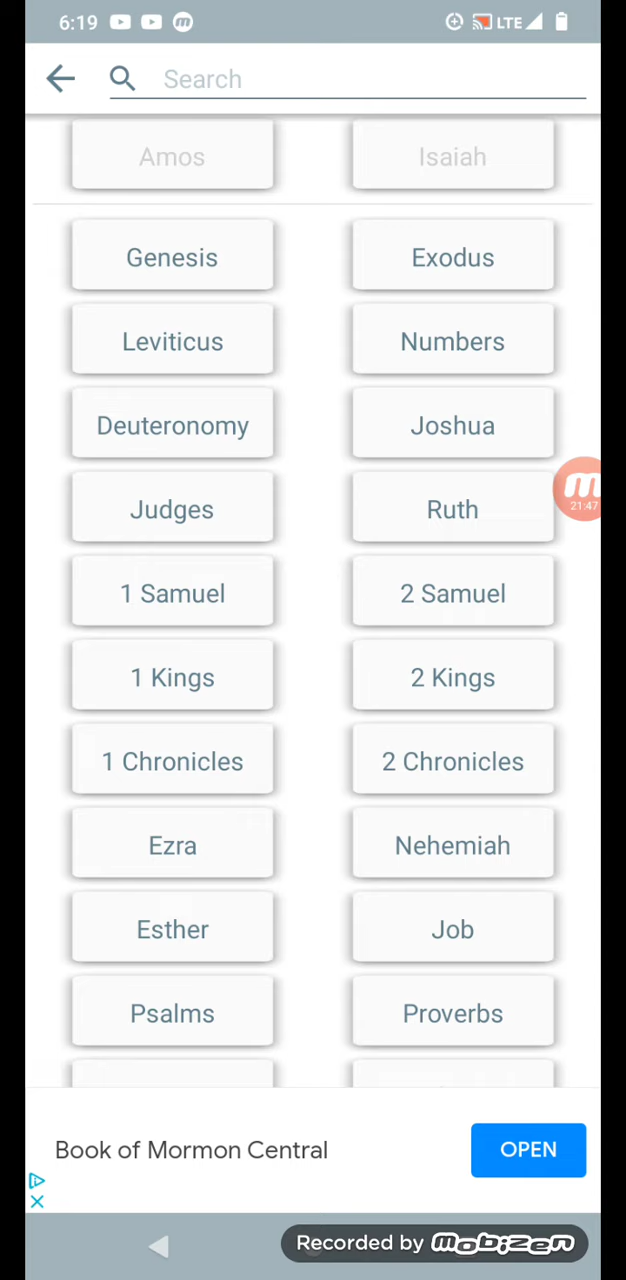 6:19 LTE
Search
Amos Isaiah
Genesis Exodus
Leviticus Numbers
Deuteronomy Joshua
Judges Ruth
m
21:47
1 Samuel 2 Samuel
1 Kings 2 Kings
1 Chronicles 2 Chronicles
Ezra Nehemiah
Esther Job
Psalms Proverbs
Book of Mormon Central OPEN
Recorded by mobizen